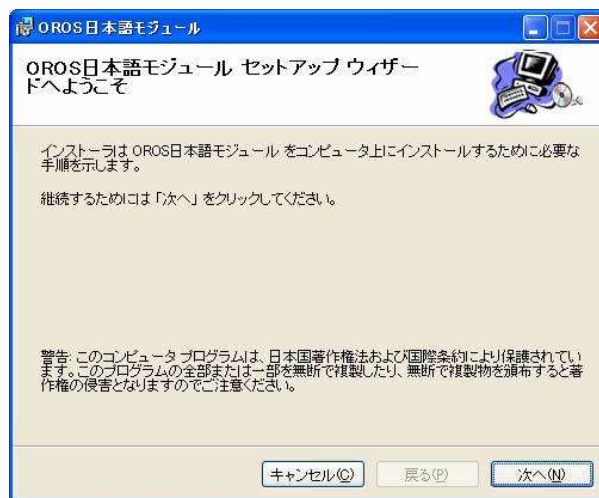 OROS日本語モジュール
OROS日本語モジュール セットアップ ウィザー
ドへようこそ
インストーラは OROS日本語モジュール をコンピュータ上にインストールするために必要な
手順を示します。
継続するためには「次へ」をクリックしてください。
警告: このコンピュータ プログラムは、日本国著作権法および国際条約により保護されてい
ます。このプログラムの全部または一部を無断で複製したり、無断で複製物を頒布すると著
作権の侵害となりますのでご注意ください。
キャンセル(C) 戻る(P) 次へ(N)